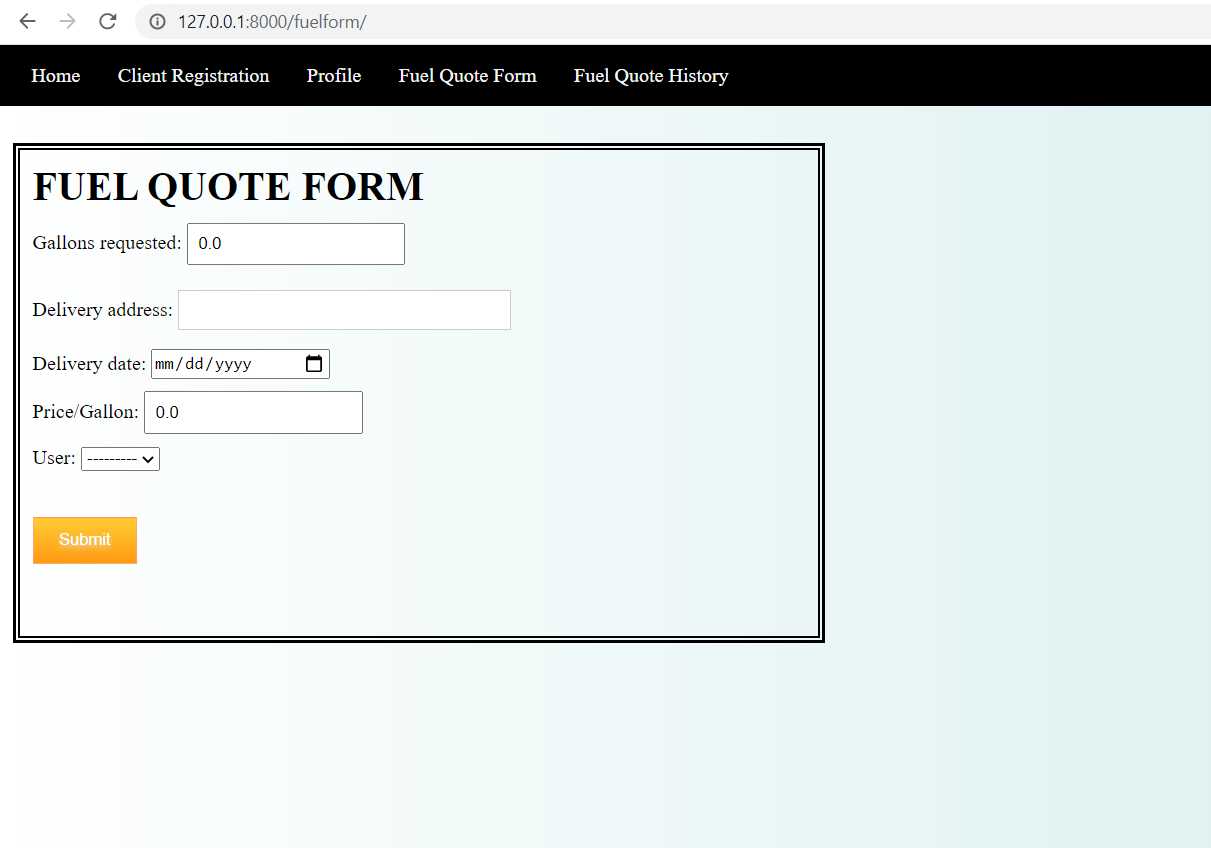 127.0.0.1:8000/fuelform/
Home Client Registration Profile Fuel Quote Form Fuel Quote History
FUEL QUOTE FORM
Gallons requested: 0.0
Delivery address:
Delivery date: mm/dd/yyyy
Price/Gallon: 0.0
User: ---------
Submit